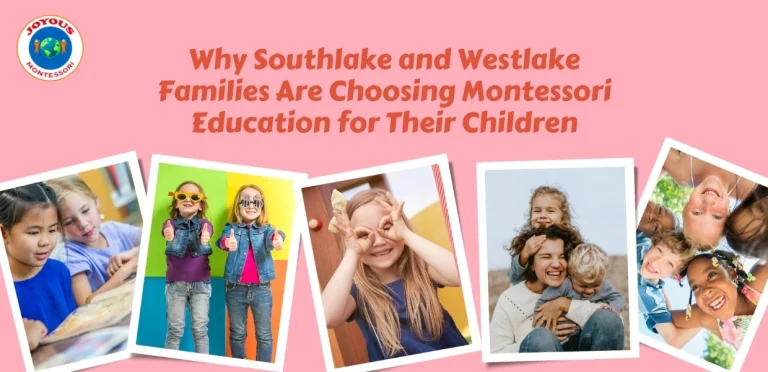 JOYOUS
MONTESSORI
Why Southlake and Westlake
Families Are Choosing Montessori
Education for Their Children